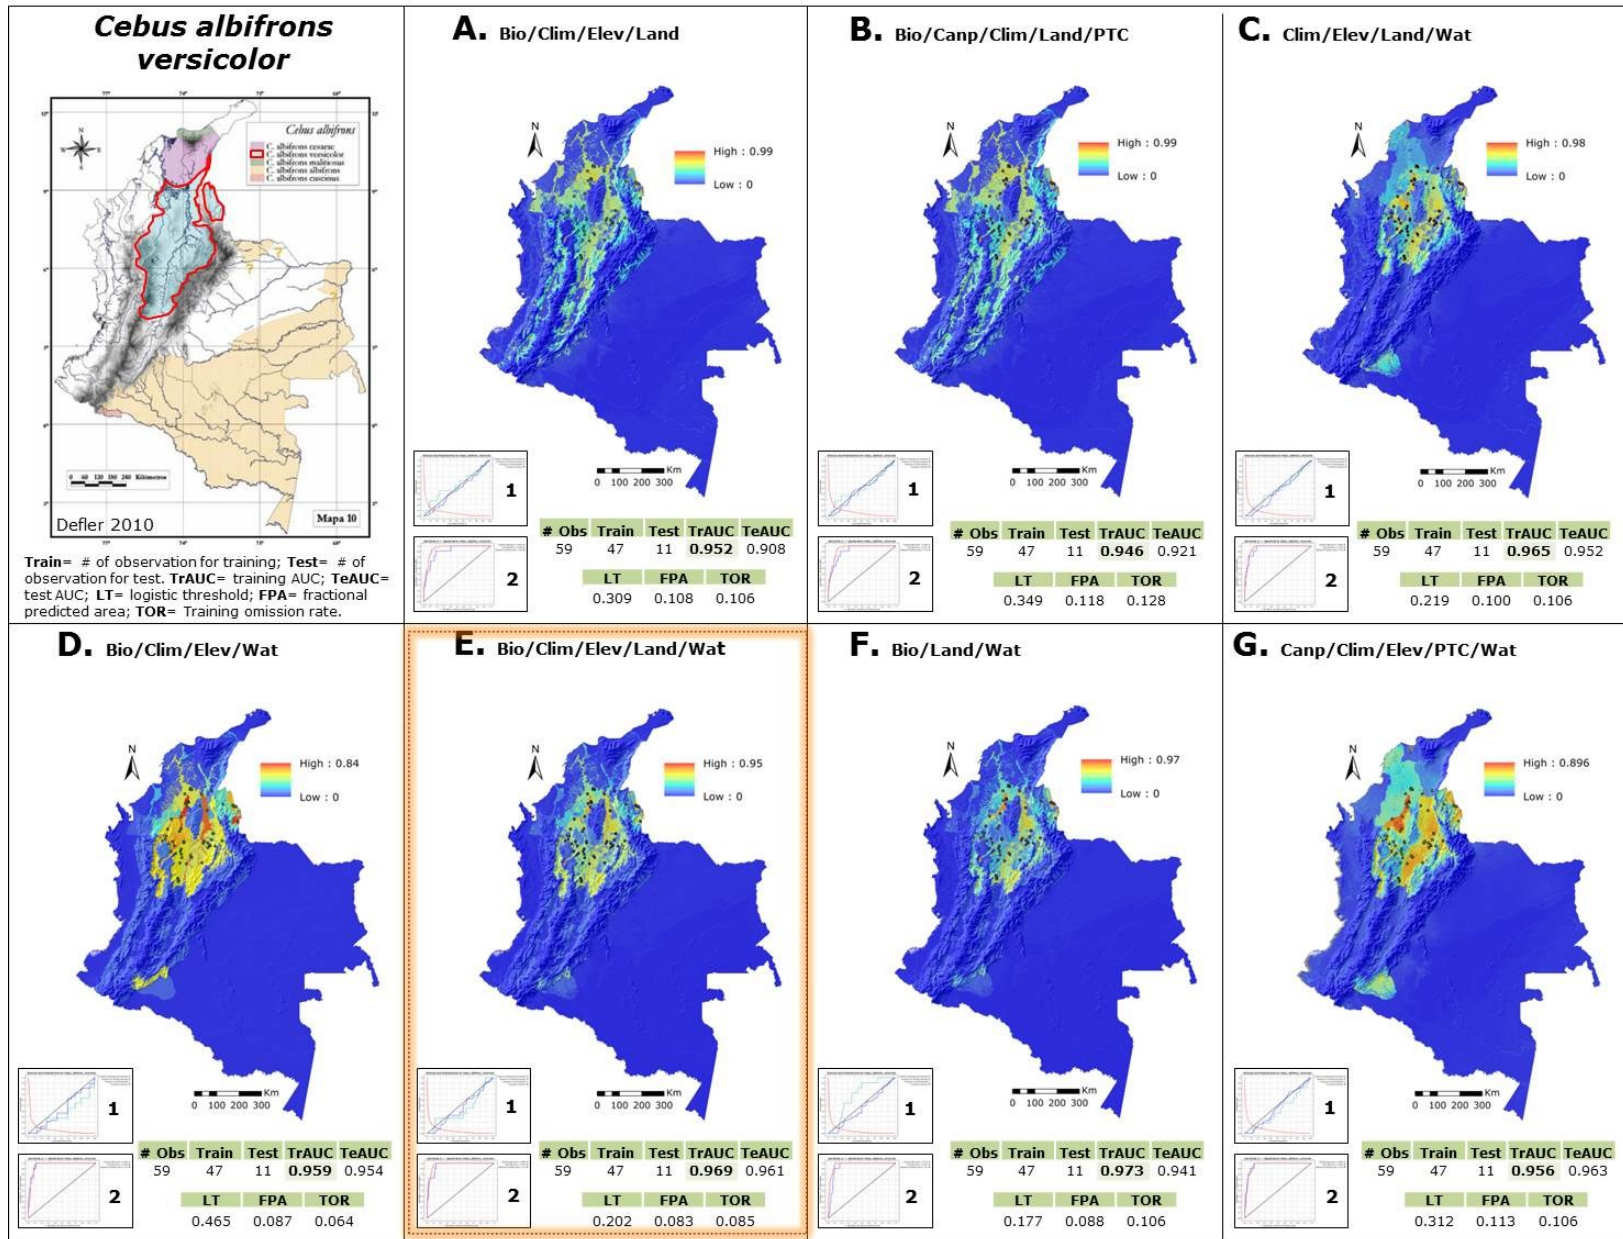 Cebus albifrons
versicolor
Cebus albifrons
C. albifrons cesarae
C. albifrons versicolor
C. albifrons malitiosus
C. albifrons albifrons
C. albifrons cuscinus
N
0 60 120 180 240 Kilómetros
Mapa 10
Defler 2010
Train= # of observation for training; Test= # of
observation for test. TrAUC= training AUC; TeAUC=
test AUC; LT= logistic threshold; FPA= fractional
predicted area; TOR= Training omission rate.
A. Bio/Clim/Elev/Land
N
High : 0.99
Low : 0
Km
0 100 200 300
1
2
# Obs Train Test TrAUC TeAUC
59 47 11 0.952 0.908
LT FPA TOR
0.309 0.108 0.106
B. Bio/Canp/Clim/Land/PTC
N
High : 0.99
Low : 0
Km
0 100 200 300
1
2
# Obs Train Test TrAUC TeAUC
59 47 11 0.946 0.921
LT FPA TOR
0.349 0.118 0.128
C. Clim/Elev/Land/Wat
N
High : 0.98
Low : 0
Km
0 100 200 300
1
2
# Obs Train Test TrAUC TeAUC
59 47 11 0.965 0.952
LT FPA TOR
0.219 0.100 0.106
D. Bio/Clim/Elev/Wat
N
High : 0.84
Low : 0
Km
0 100 200 300
1
2
# Obs Train Test TrAUC TeAUC
59 47 11 0.959 0.954
LT FPA TOR
0.465 0.087 0.064
E. Bio/Clim/Elev/Land/Wat
N
High : 0.95
Low : 0
Km
0 100 200 300
1
2
# Obs Train Test TrAUC TeAUC
59 47 11 0.969 0.961
LT FPA TOR
0.202 0.083 0.085
F. Bio/Land/Wat
N
High : 0.97
Low : 0
Km
0 100 200 300
1
2
# Obs Train Test TrAUC TeAUC
59 47 11 0.973 0.941
LT FPA TOR
0.177 0.088 0.106
G. Canp/Clim/Elev/PTC/Wat
N
High : 0.896
Low : 0
Km
0 100 200 300
1
2
# Obs Train Test TrAUC TeAUC
59 47 11 0.956 0.963
LT FPA TOR
0.312 0.113 0.106